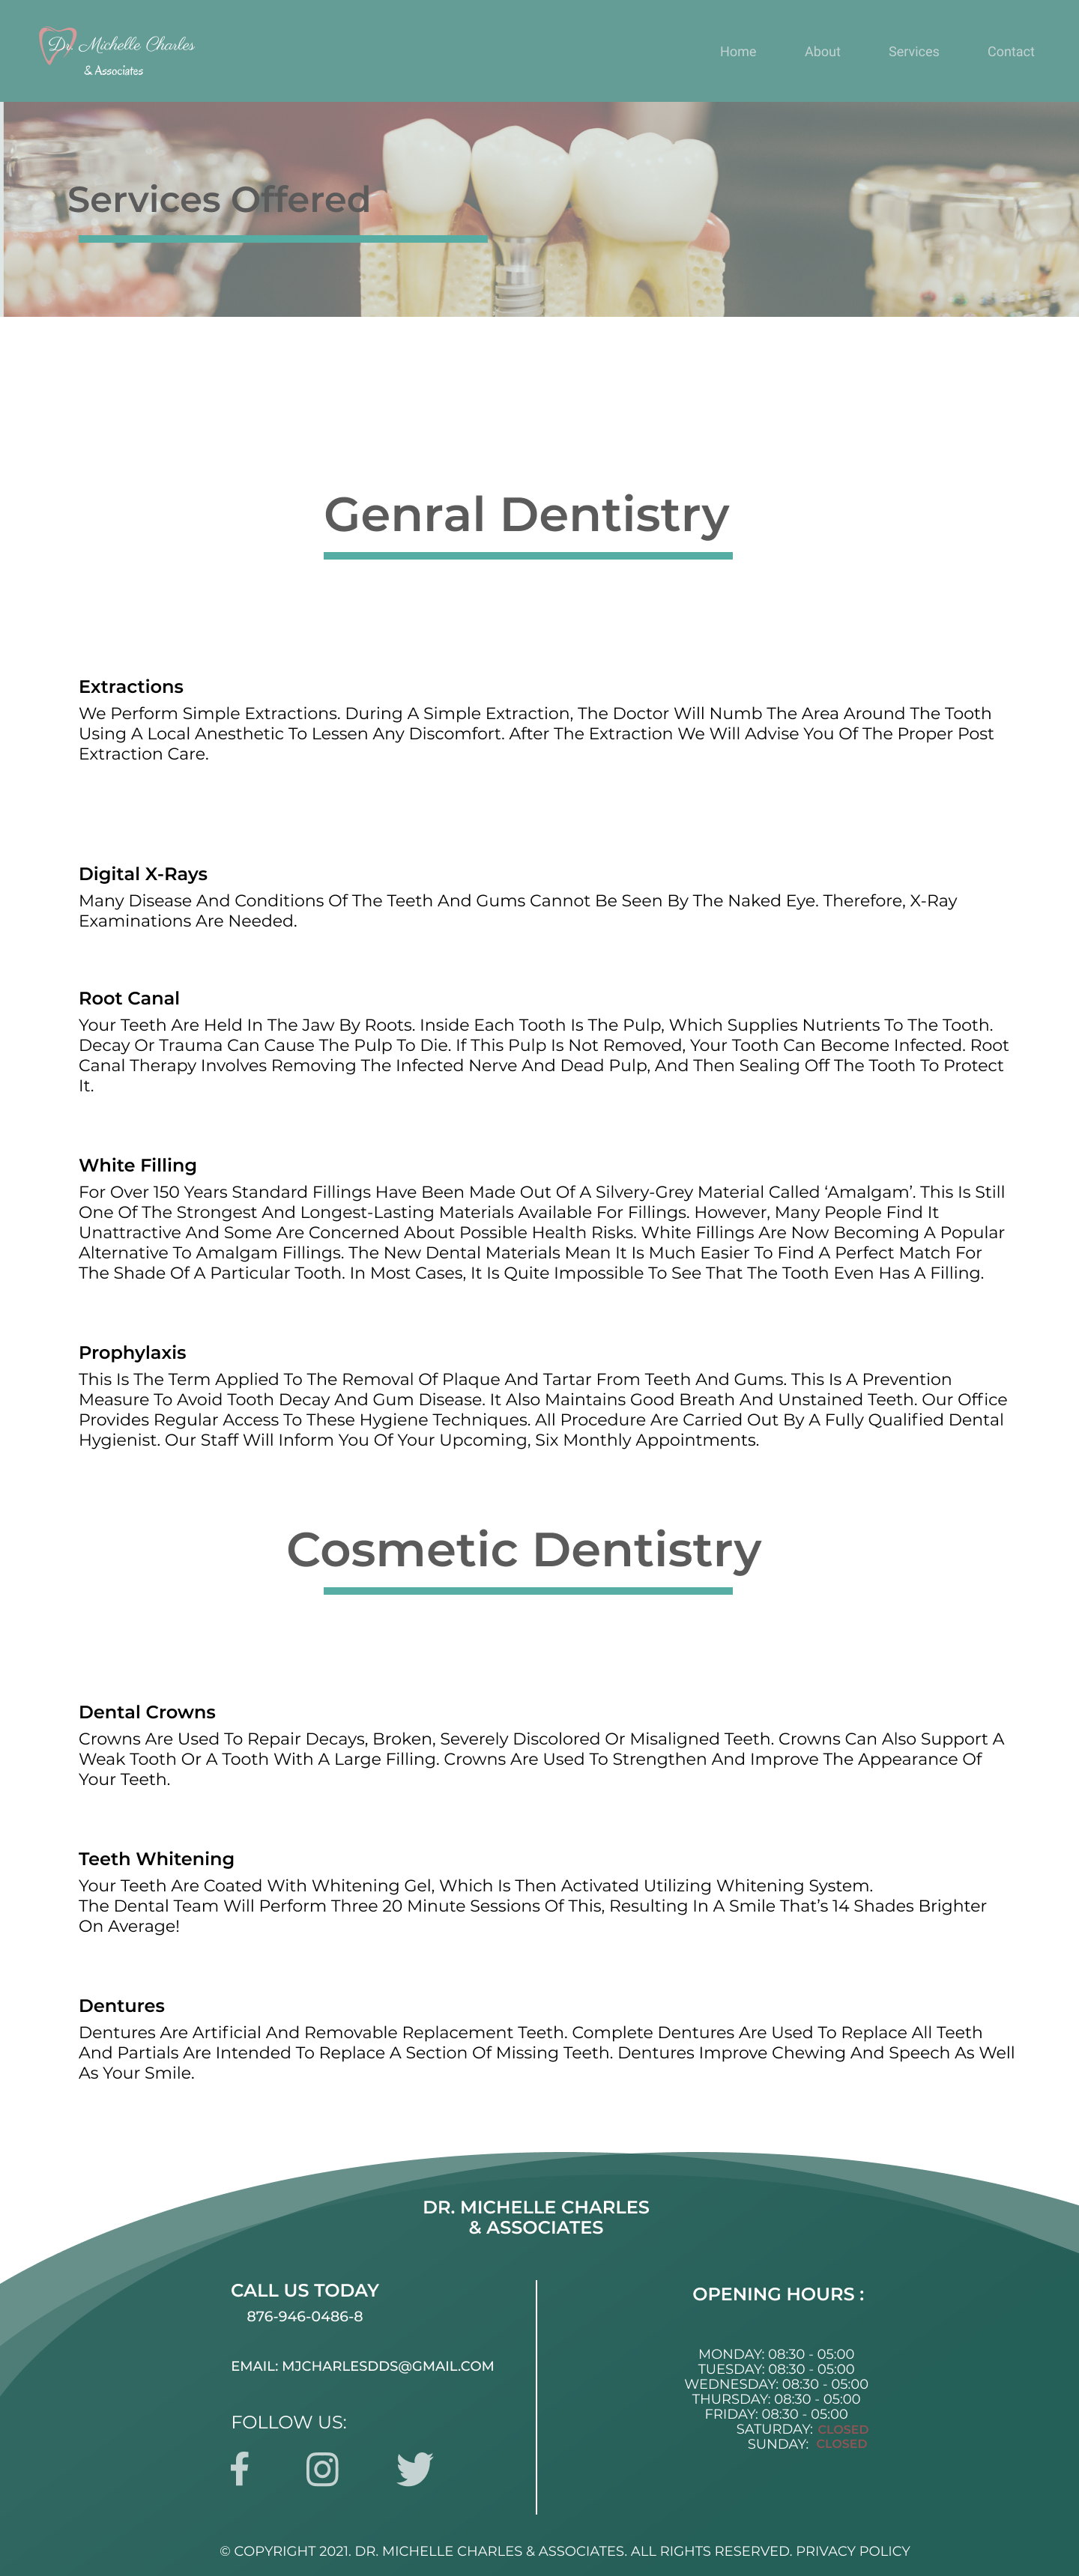 Dr. Michelle Charles
& Associates
Home About Services Contact
Services Offered
Genral Dentistry
Extractions
We Perform Simple Extractions. During A Simple Extraction, The Doctor Will Numb The Area Around The Tooth
Using A Local Anesthetic To Lessen Any Discomfort. After The Extraction We Will Advise You Of The Proper Post
Extraction Care.
Digital X-Rays
Many Disease And Conditions Of The Teeth And Gums Cannot Be Seen By The Naked Eye. Therefore, X-Ray
Examinations Are Needed.
Root Canal
Your Teeth Are Held In The Jaw By Roots. Inside Each Tooth Is The Pulp, Which Supplies Nutrients To The Tooth.
Decay Or Trauma Can Cause The Pulp To Die. If This Pulp Is Not Removed, Your Tooth Can Become Infected. Root
Canal Therapy Involves Removing The Infected Nerve And Dead Pulp, And Then Sealing Off The Tooth To Protect
It.
White Filling
For Over 150 Years Standard Fillings Have Been Made Out Of A Silvery-Grey Material Called ‘Amalgam’. This Is Still
One Of The Strongest And Longest-Lasting Materials Available For Fillings. However, Many People Find It
Unattractive And Some Are Concerned About Possible Health Risks. White Fillings Are Now Becoming A Popular
Alternative To Amalgam Fillings. The New Dental Materials Mean It Is Much Easier To Find A Perfect Match For
The Shade Of A Particular Tooth. In Most Cases, It Is Quite Impossible To See That The Tooth Even Has A Filling.
Prophylaxis
This Is The Term Applied To The Removal Of Plaque And Tartar From Teeth And Gums. This Is A Prevention
Measure To Avoid Tooth Decay And Gum Disease. It Also Maintains Good Breath And Unstained Teeth. Our Office
Provides Regular Access To These Hygiene Techniques. All Procedure Are Carried Out By A Fully Qualified Dental
Hygienist. Our Staff Will Inform You Of Your Upcoming, Six Monthly Appointments.
Cosmetic Dentistry
Dental Crowns
Crowns Are Used To Repair Decays, Broken, Severely Discolored Or Misaligned Teeth. Crowns Can Also Support A
Weak Tooth Or A Tooth With A Large Filling. Crowns Are Used To Strengthen And Improve The Appearance Of
Your Teeth.
Teeth Whitening
Your Teeth Are Coated With Whitening Gel, Which Is Then Activated Utilizing Whitening System.
The Dental Team Will Perform Three 20 Minute Sessions Of This, Resulting In A Smile That’s 14 Shades Brighter
On Average!
Dentures
Dentures Are Artificial And Removable Replacement Teeth. Complete Dentures Are Used To Replace All Teeth
And Partials Are Intended To Replace A Section Of Missing Teeth. Dentures Improve Chewing And Speech As Well
As Your Smile.
DR. MICHELLE CHARLES
& ASSOCIATES
CALL US TODAY
876-946-0486-8
EMAIL: MJCHARLESDDS@GMAIL.COM
FOLLOW US:
OPENING HOURS :
MONDAY: 08:30 - 05:00
TUESDAY: 08:30 - 05:00
WEDNESDAY: 08:30 - 05:00
THURSDAY: 08:30 - 05:00
FRIDAY: 08:30 - 05:00
SATURDAY: CLOSED
SUNDAY: CLOSED
© COPYRIGHT 2021. DR. MICHELLE CHARLES & ASSOCIATES. ALL RIGHTS RESERVED. PRIVACY POLICY